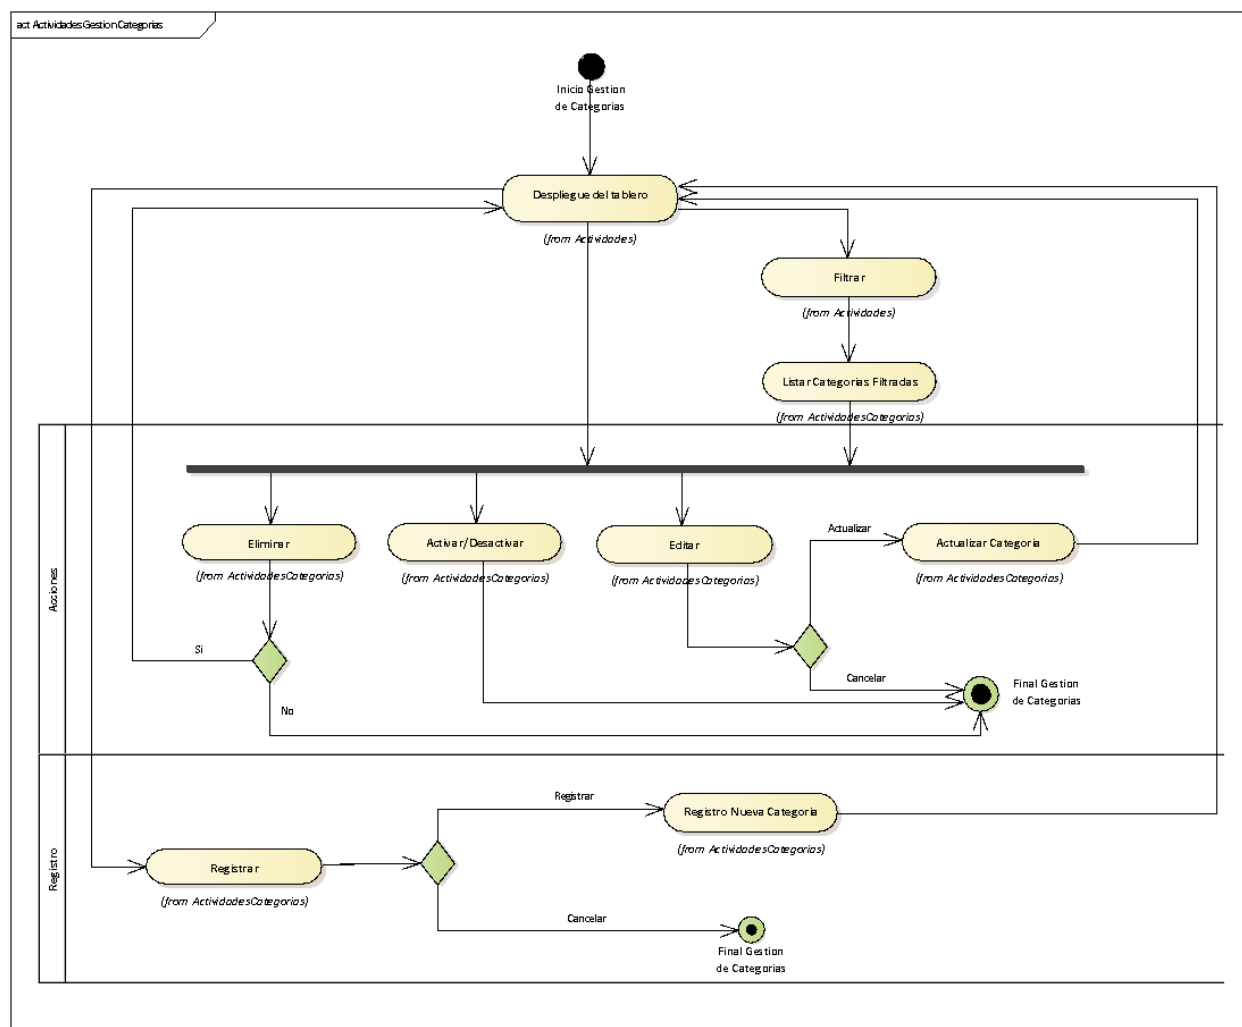 act ActividadesGestionCategorias
Inicio Gestion
de Categorias
Despliegue del tablero
(from Actividades)
Filtrar
(from Actividades)
Listar Categorias Filtradas
(from ActividadesCategorias)
Acciones
Eliminar
(from ActividadesCategorias)
Activar/Desactivar
(from ActividadesCategorias)
Editar
(from ActividadesCategorias)
Actualizar
Actualizar Categoria
(from ActividadesCategorias)
Si
No
Cancelar
Final Gestion
de Categorias
Registro
Registrar
(from ActividadesCategorias)
Registrar
Registro Nueva Categoria
(from ActividadesCategorias)
Cancelar
Final Gestion
de Categorias